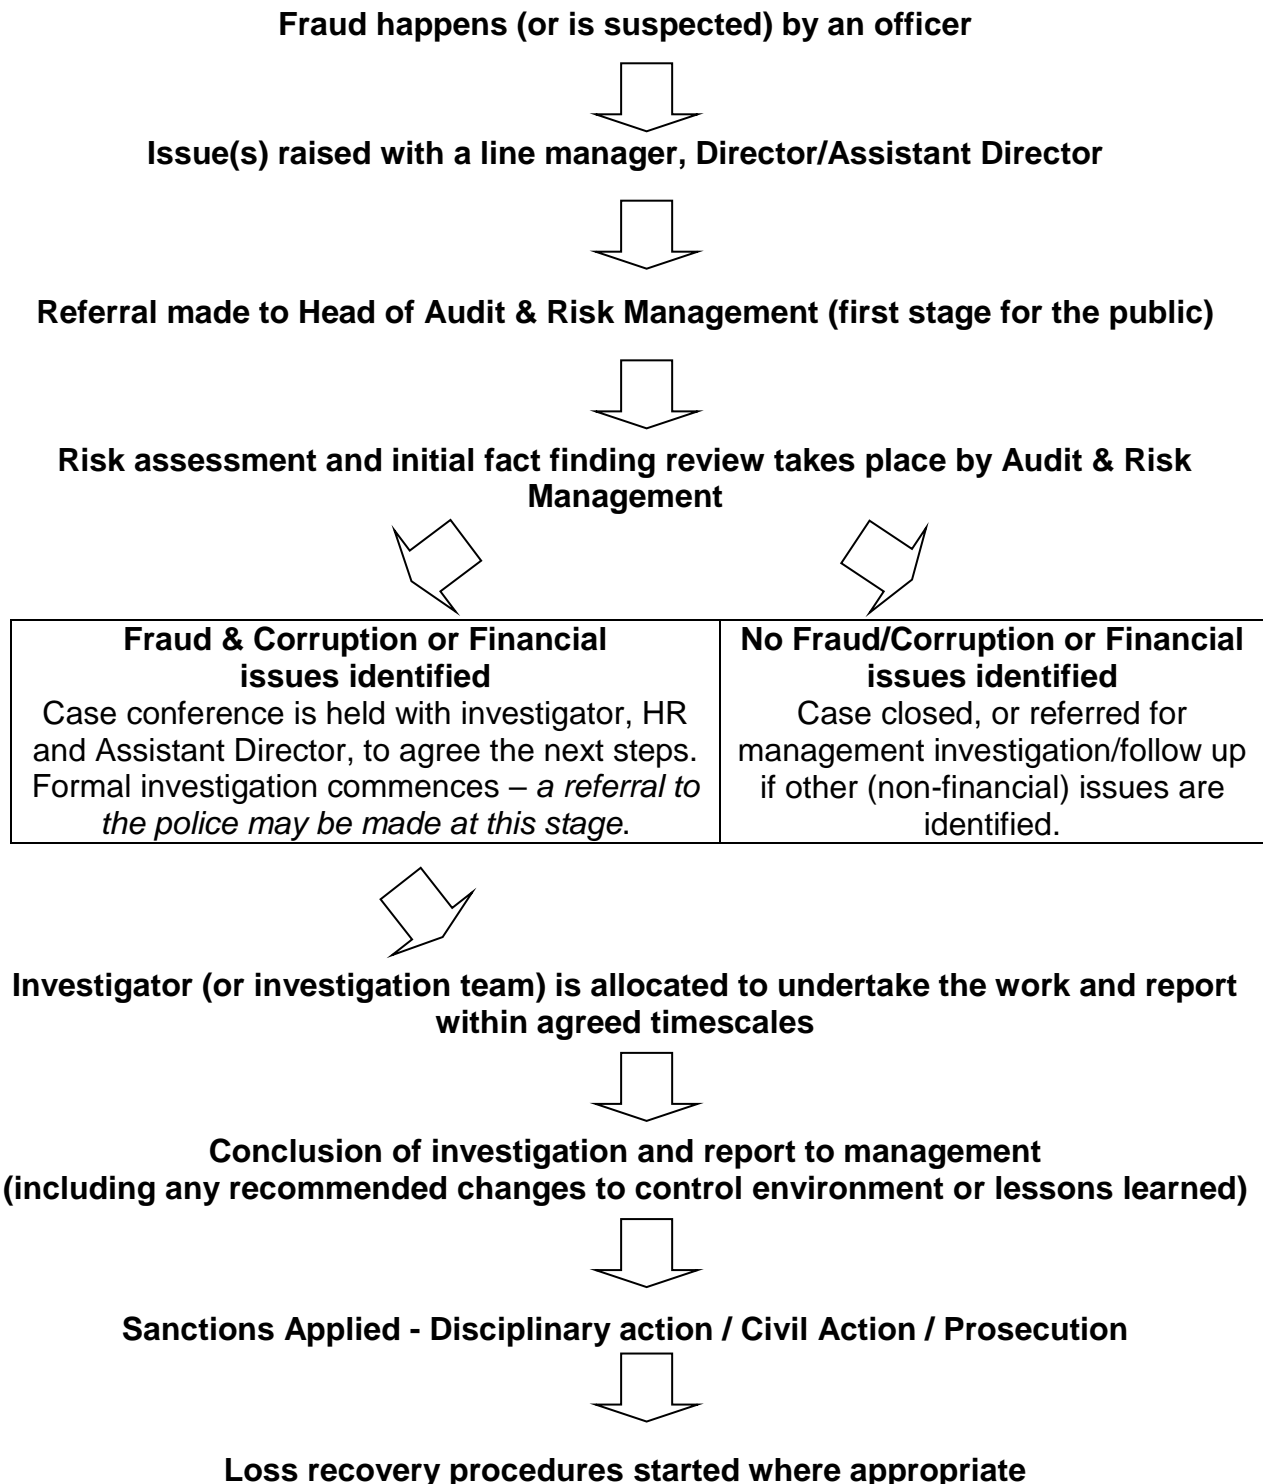 Fraud happens (or is suspected) by an officer
Issue(s) raised with a line manager, Director/Assistant Director
Referral made to Head of Audit & Risk Management (first stage for the public)
Risk assessment and initial fact finding review takes place by Audit & Risk
Management
Fraud & Corruption or Financial
issues identified
Case conference is held with investigator, HR
and Assistant Director, to agree the next steps.
Formal investigation commences – a referral to
the police may be made at this stage.
No Fraud/Corruption or Financial
issues identified
Case closed, or referred for
management investigation/follow up
if other (non-financial) issues are
identified.
Investigator (or investigation team) is allocated to undertake the work and report
within agreed timescales
Conclusion of investigation and report to management
(including any recommended changes to control environment or lessons learned)
Sanctions Applied - Disciplinary action / Civil Action / Prosecution
Loss recovery procedures started where appropriate